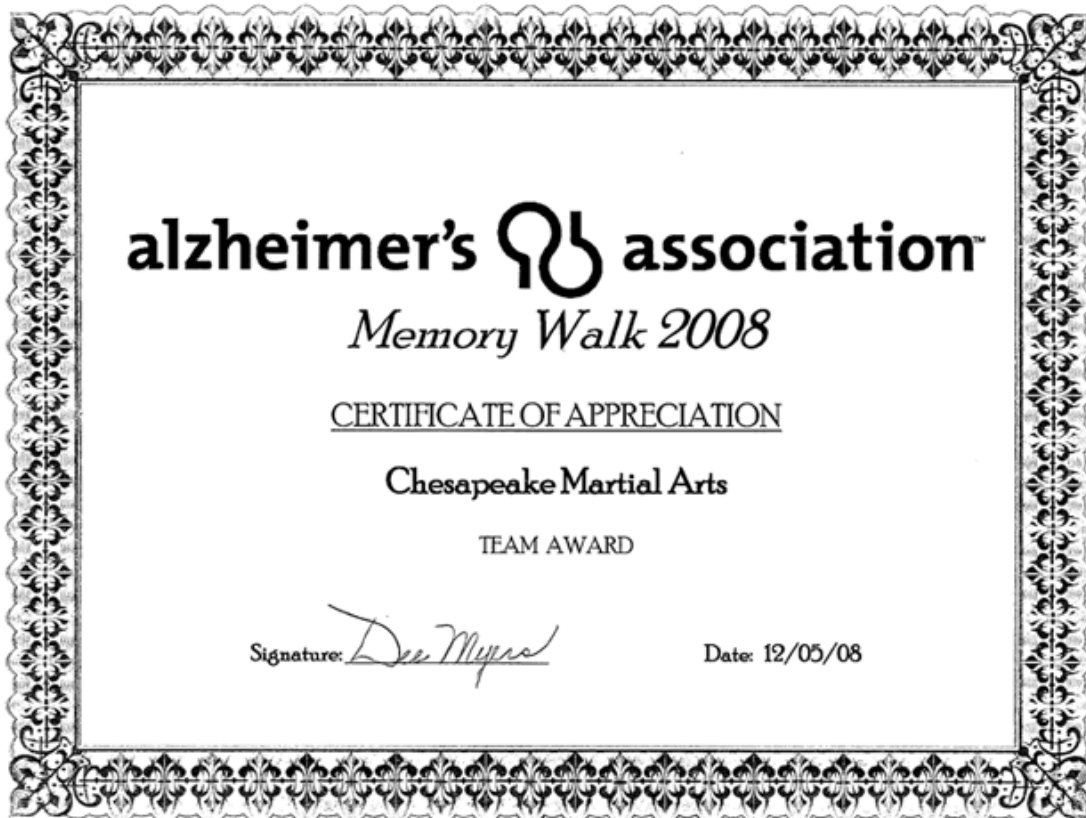 alzheimer's association™
Memory Walk 2008
CERTIFICATE OF APPRECIATION
Chesapeake Martial Arts
TEAM AWARD
Signature: Dee Myers Date: 12/05/08